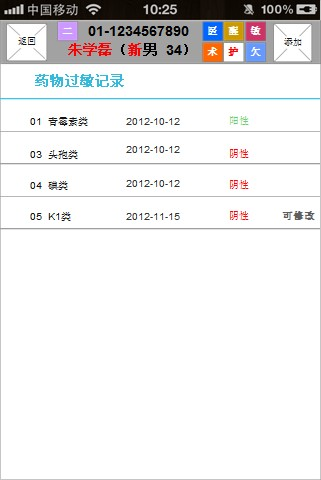 中国移动 10:25 100%
返回 二 01-1234567890 医 敏 添加
朱学磊（新男 34） 术 护 欠
药物过敏记录
01 青霉素类 2012-10-12 阳性
03 头孢类 2012-10-12 阴性
04 碘类 2012-10-12 阴性
05 K1类 2012-11-15 阴性 可修改